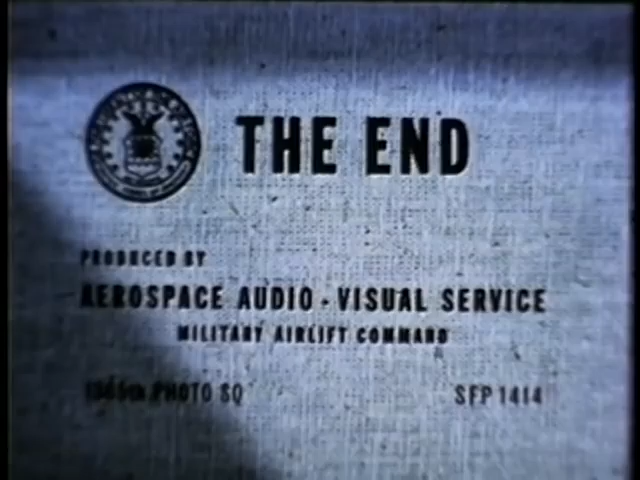 THE END
PRODUCED BY
AEROSPACE AUDIO-VISUAL SERVICE
MILITARY AIRLIFT COMMAND
PHOTO SQ
SFP 1414